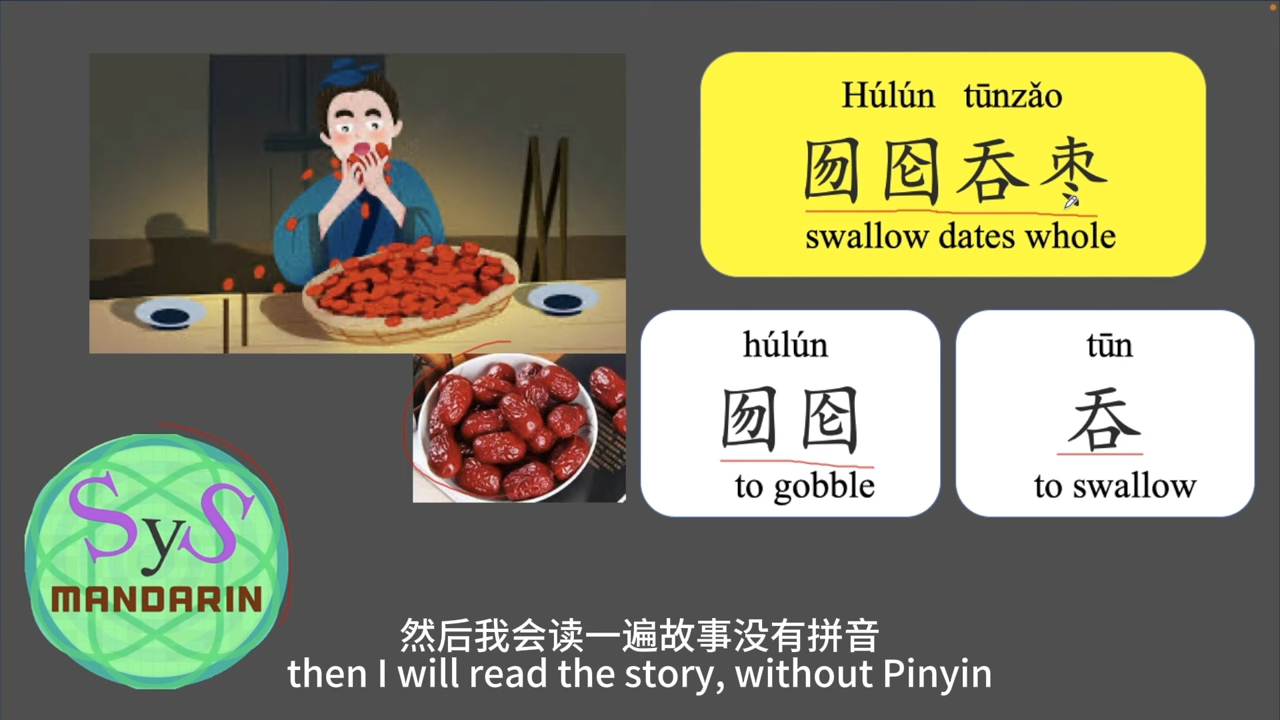 Húlún tūnzǎo
囫囵吞枣
swallow dates whole
húlún
囫囵
to gobble
tūn
吞
to swallow
SyS
MANDARIN
然后我会读一遍故事没有拼音
then I will read the story, without Pinyin